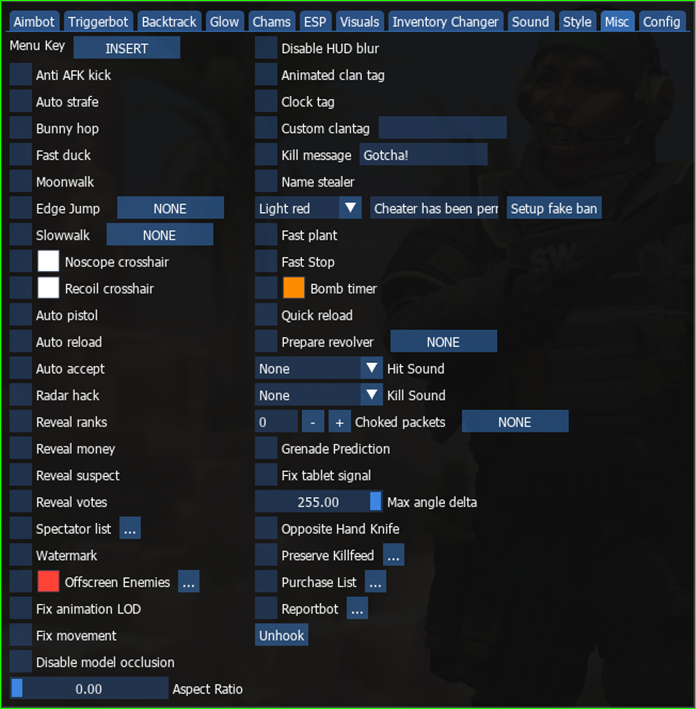 Aimbot Triggerbot Backtrack Glow Chams ESP Visuals Inventory Changer Sound Style Misc Config
Menu Key INSERT
Anti AFK kick
Auto strafe
Bunny hop
Fast duck
Moonwalk
Edge Jump NONE
Slowwalk NONE
Noscope crosshair
Recoil crosshair
Auto pistol
Auto reload
Auto accept
Radar hack
Reveal ranks
Reveal money
Reveal suspect
Reveal votes
Spectator list ...
Watermark
Offscreen Enemies ...
Fix animation LOD
Fix movement
Disable model occlusion
0.00 Aspect Ratio
Disable HUD blur
Animated clan tag
Clock tag
Custom clantag
Kill message Gotcha!
Name stealer
Light red Cheater has been perr Setup fake ban
Fast plant
Fast Stop
Bomb timer
Quick reload
Prepare revolver NONE
None Hit Sound
None Kill Sound
0 - + Choked packets NONE
Grenade Prediction
Fix tablet signal
255.00 Max angle delta
Opposite Hand Knife
Preserve Killfeed ...
Purchase List ...
Reportbot ...
Unhook